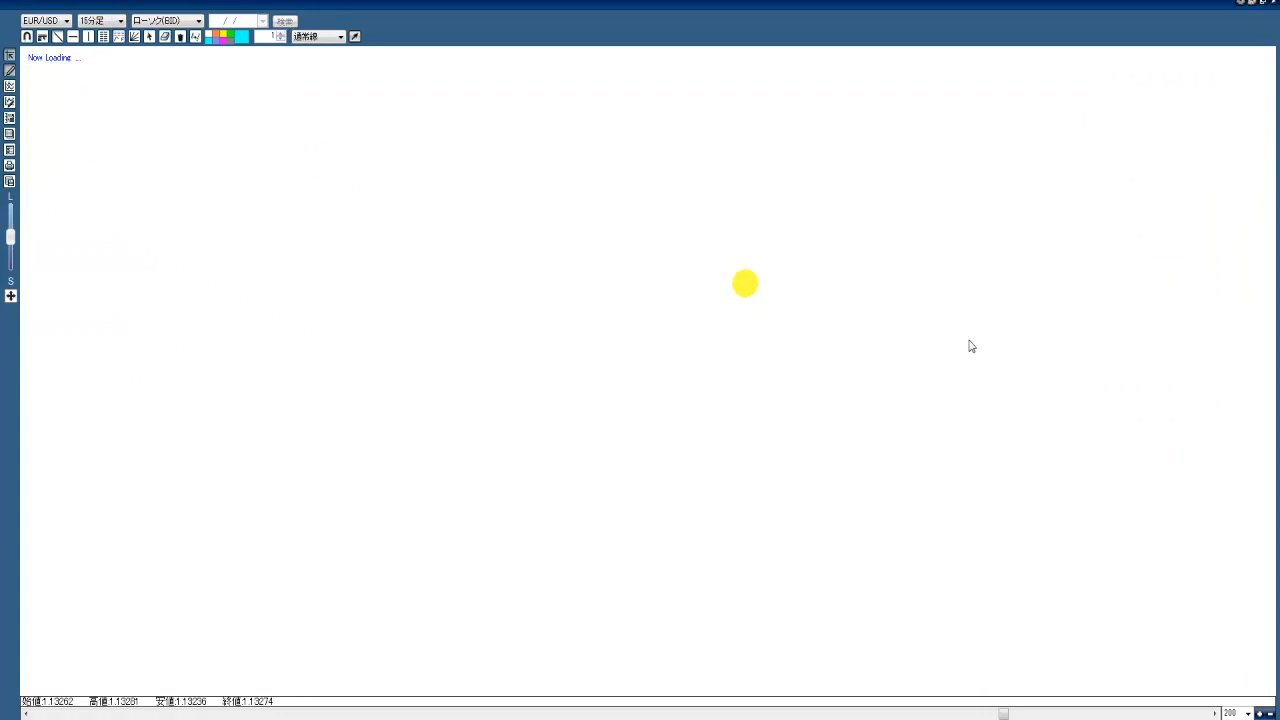 EUR/USD 15分足 ローソク(BID) / / 検索
1 通常線
Now Loading ...
L
S
始値:1.13262 高値:1.13281 安値:1.13236 終値:1.13274
200